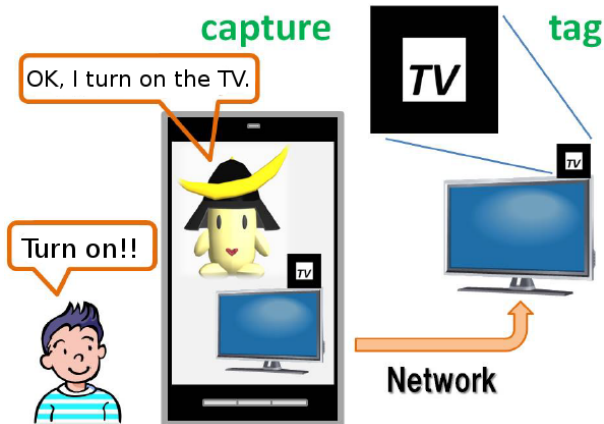 capture
tag
OK, I turn on the TV.
TV
TV
Turn on!!
TV
Network